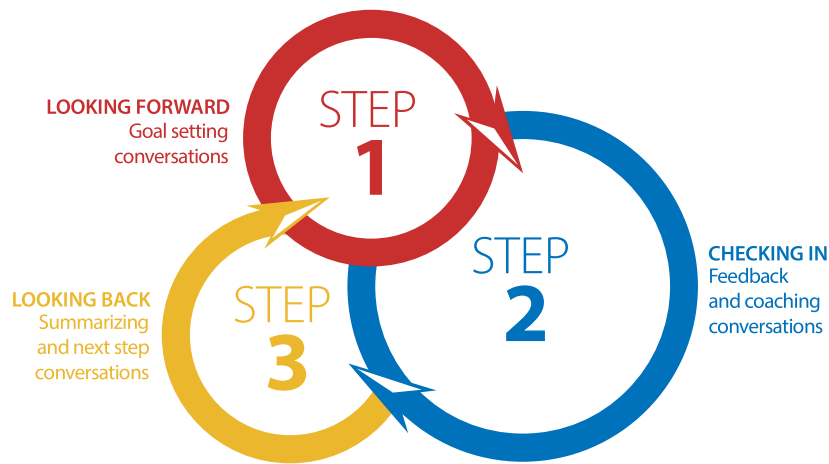 STEP
1
LOOKING FORWARD
Goal setting
conversations
STEP
2
CHECKING IN
Feedback
and coaching
conversations
STEP
3
LOOKING BACK
Summarizing
and next step
conversations